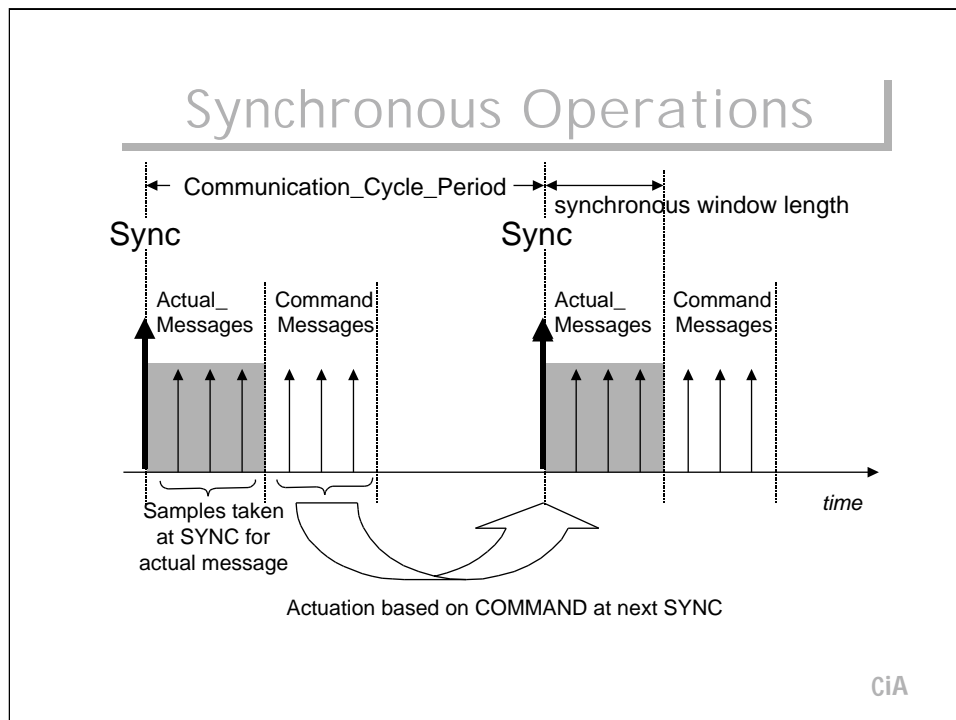 Synchronous Operations
Communication_Cycle_Period
synchronous window length
Sync
Sync
Actual_
Messages
Command
Messages
Actual_
Messages
Command
Messages
time
Samples taken
at SYNC for
actual message
Actuation based on COMMAND at next SYNC
CiA